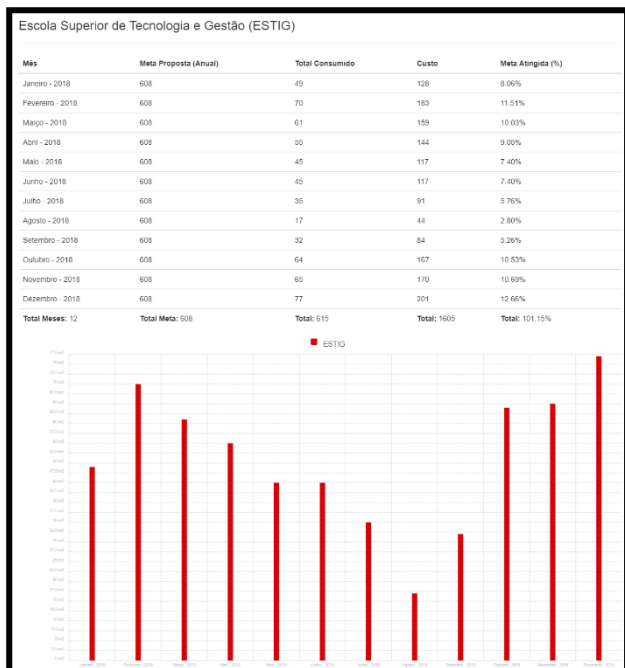 Escola Superior de Tecnologia e Gestão (ESTIG)
Mês Meta Proposta (Anual) Total Consumido Custo Meta Atingida (%)
Janeiro - 2018 608 49 128 8.06%
Fevereiro - 2018 608 70 183 11.51%
Março - 2018 608 61 159 10.03%
Abril - 2018 608 55 144 9.05%
Maio - 2018 608 45 117 7.40%
Junho - 2018 608 45 117 7.40%
Julho - 2018 608 35 91 5.76%
Agosto - 2018 608 17 44 2.80%
Setembro - 2018 608 32 84 5.26%
Outubro - 2018 608 64 167 10.53%
Novembro - 2018 608 65 170 10.69%
Dezembro - 2018 608 77 201 12.66%
Total Meses: 12 Total Meta: 608 Total: 615 Total: 1605 Total: 101.15%
ESTIG